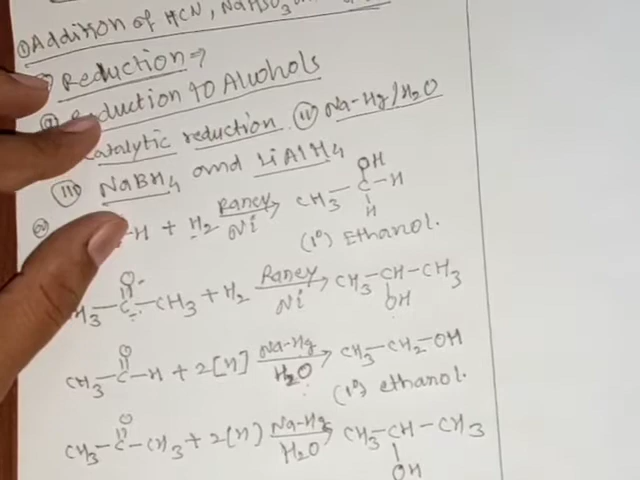 ① Addition of HCN, NaHSO3
Reduction ⇒
Reduction to Alcohols
Catalytic reduction (ii) Na-Hg/H2O
(iii) NaBH4 and LiAlH4
-H + H2 Raney Ni → CH3-C-H OH H
(1°) Ethanol.
H3-C-CH3 + H2 Raney Ni → CH3-CH-CH3
O OH
CH3-C-H + 2[H] Na-Hg H2O → CH3-CH2-OH
O (1°) ethanol.
CH3-C-CH3 + 2[H] Na-Hg H2O → CH3-CH-CH3
O OH